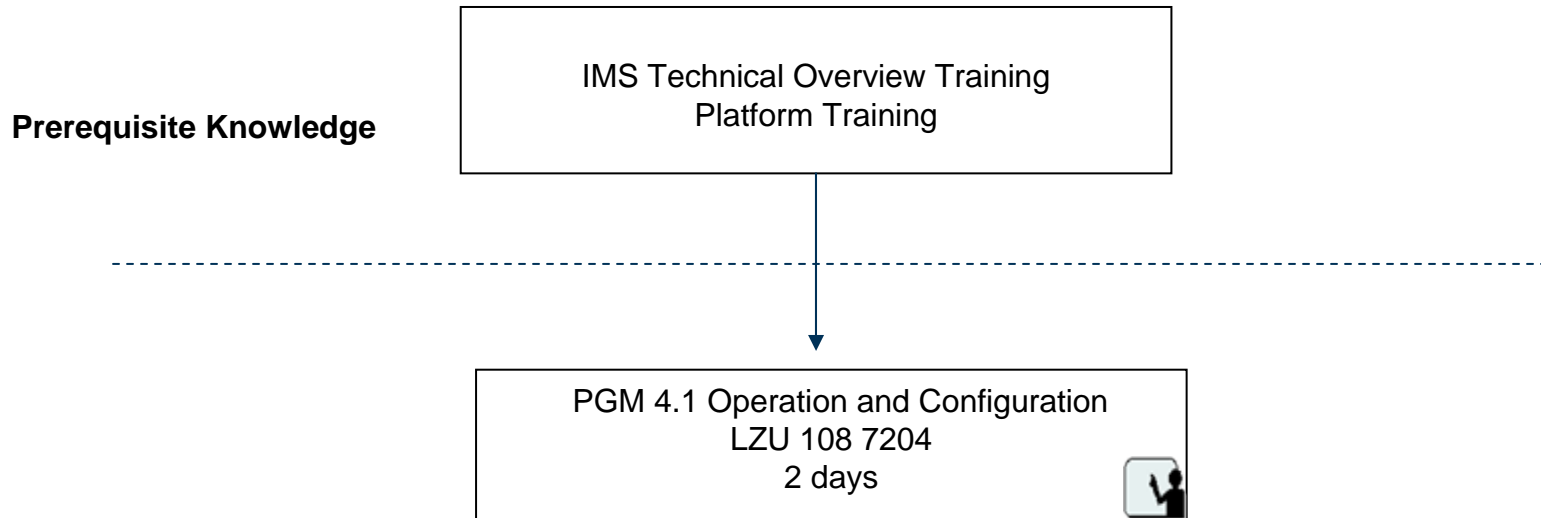 IMS Technical Overview Training
Platform Training
Prerequisite Knowledge
PGM 4.1 Operation and Configuration
LZU 108 7204
2 days